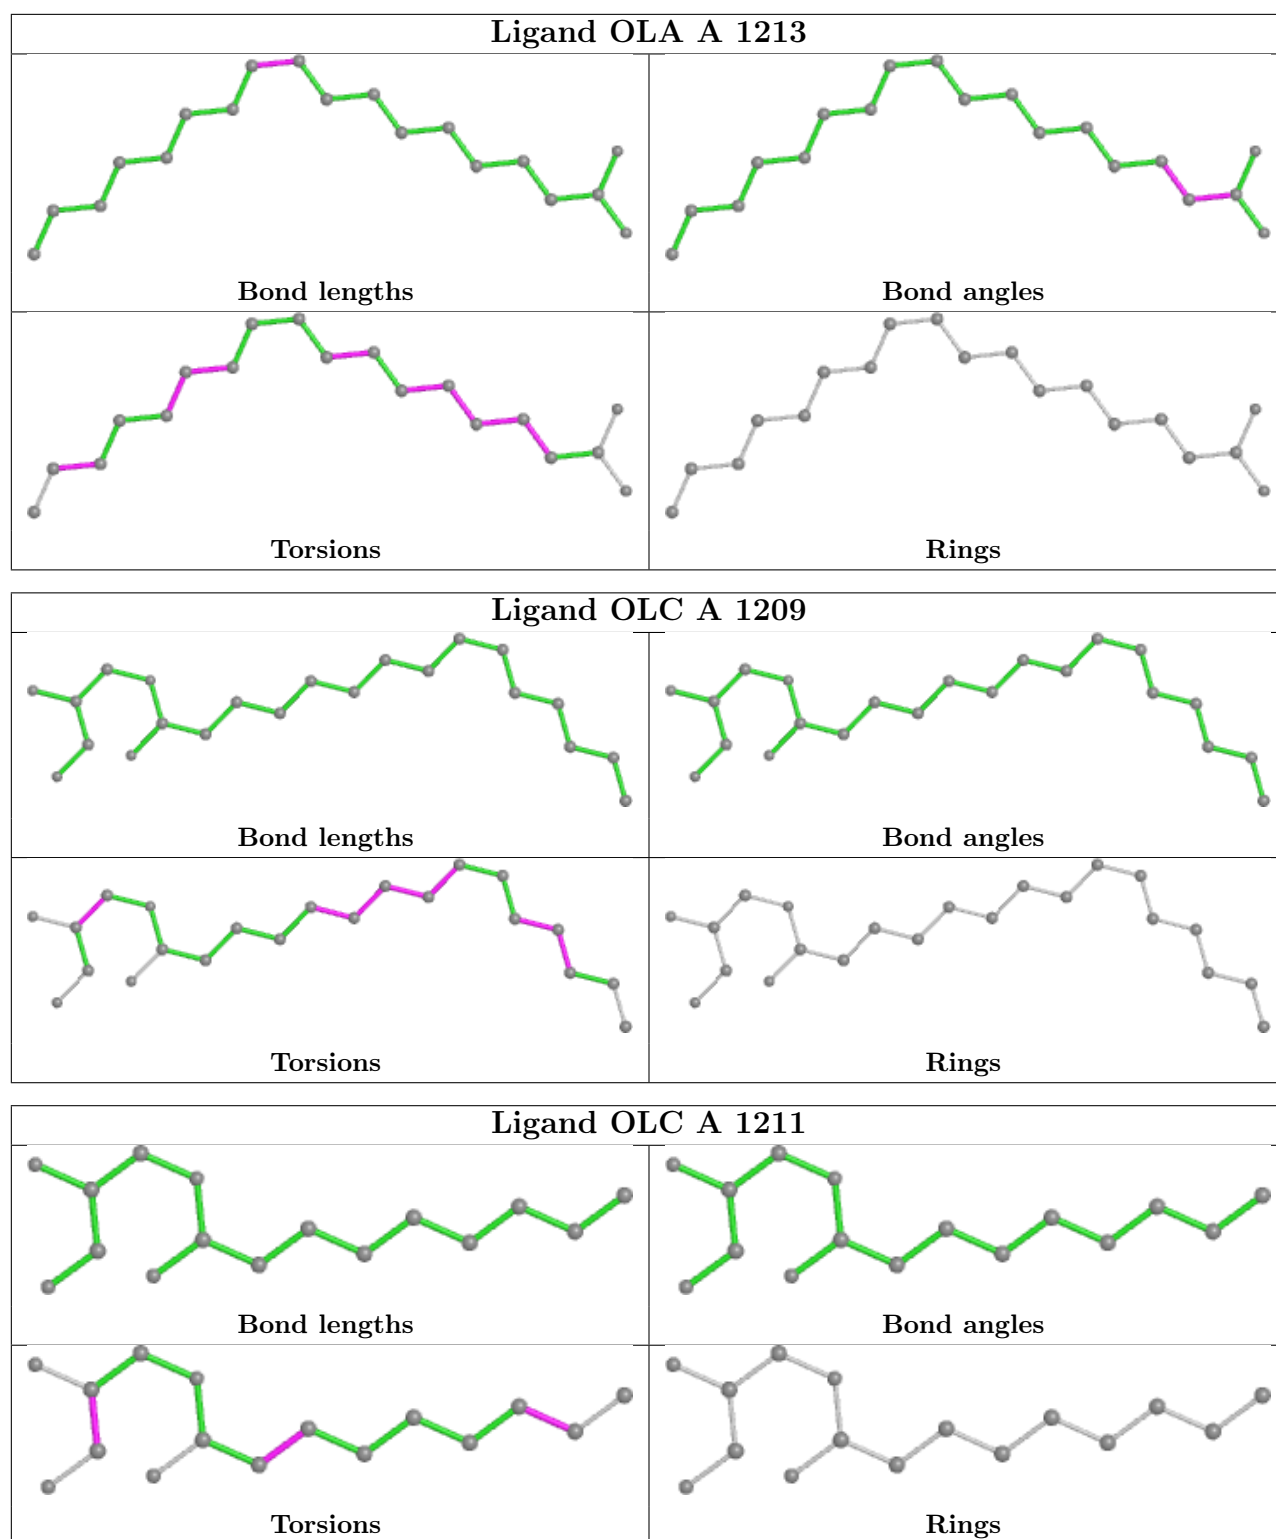 Ligand OLA A 1213
Bond lengths
Bond angles
Torsions
Rings
Ligand OLC A 1209
Bond lengths
Bond angles
Torsions
Rings
Ligand OLC A 1211
Bond lengths
Bond angles
Torsions
Rings